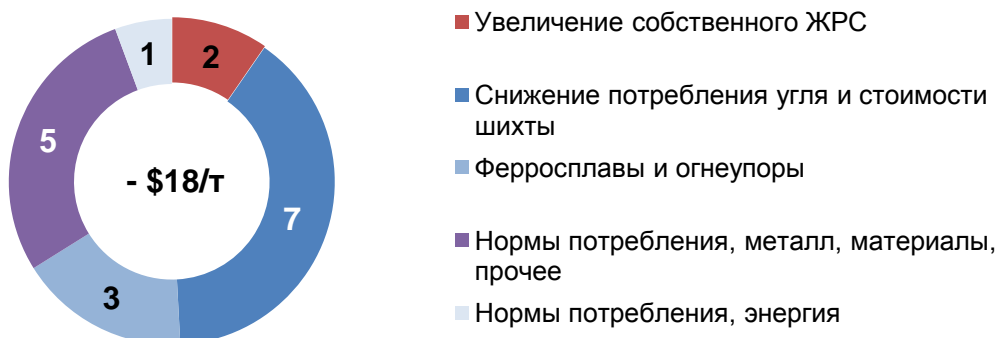 1
2
5
- $18/т
7
3
Увеличение собственного ЖРС
Снижение потребления угля и стоимости
шихты
Ферросплавы и огнеупоры
Нормы потребления, металл, материалы,
прочее
Нормы потребления, энергия